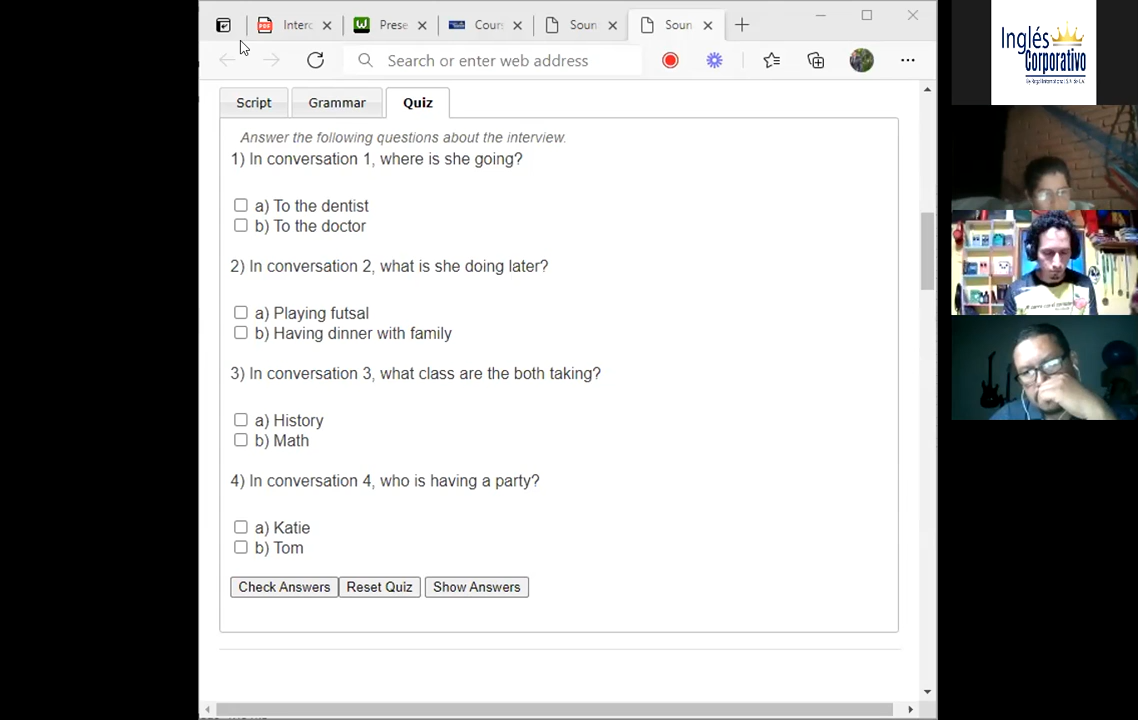 Interc
Prese
Cours
Soun
Soun
Search or enter web address
Script
Grammar
Quiz
Answer the following questions about the interview.
1) In conversation 1, where is she going?
a) To the dentist
b) To the doctor
2) In conversation 2, what is she doing later?
a) Playing futsal
b) Having dinner with family
3) In conversation 3, what class are the both taking?
a) History
b) Math
4) In conversation 4, who is having a party?
a) Katie
b) Tom
Check Answers
Reset Quiz
Show Answers
Inglés
Corporativo